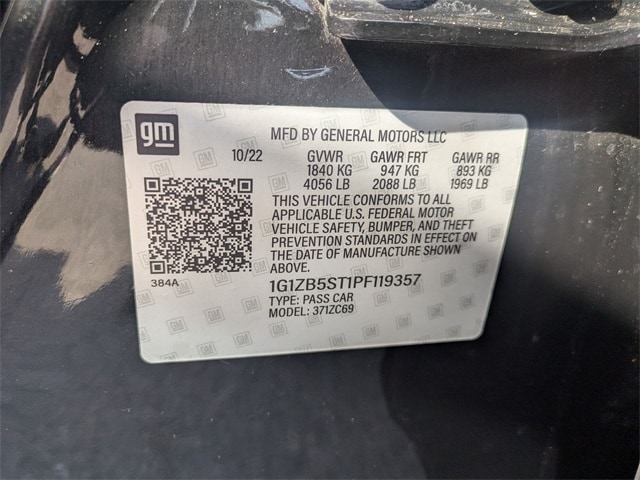 gm
MFD BY GENERAL MOTORS LLC
10/22 GVWR GAWR FRT GAWR RR
1840 KG 947 KG 893 KG
4056 LB 2088 LB 1969 LB
THIS VEHICLE CONFORMS TO ALL
APPLICABLE U.S. FEDERAL MOTOR
VEHICLE SAFETY, BUMPER, AND THEFT
PREVENTION STANDARDS IN EFFECT ON
THE DATE OF MANUFACTURE SHOWN
ABOVE.
384A
1G1ZB5ST1PF119357
TYPE: PASS CAR
MODEL: 371ZC69